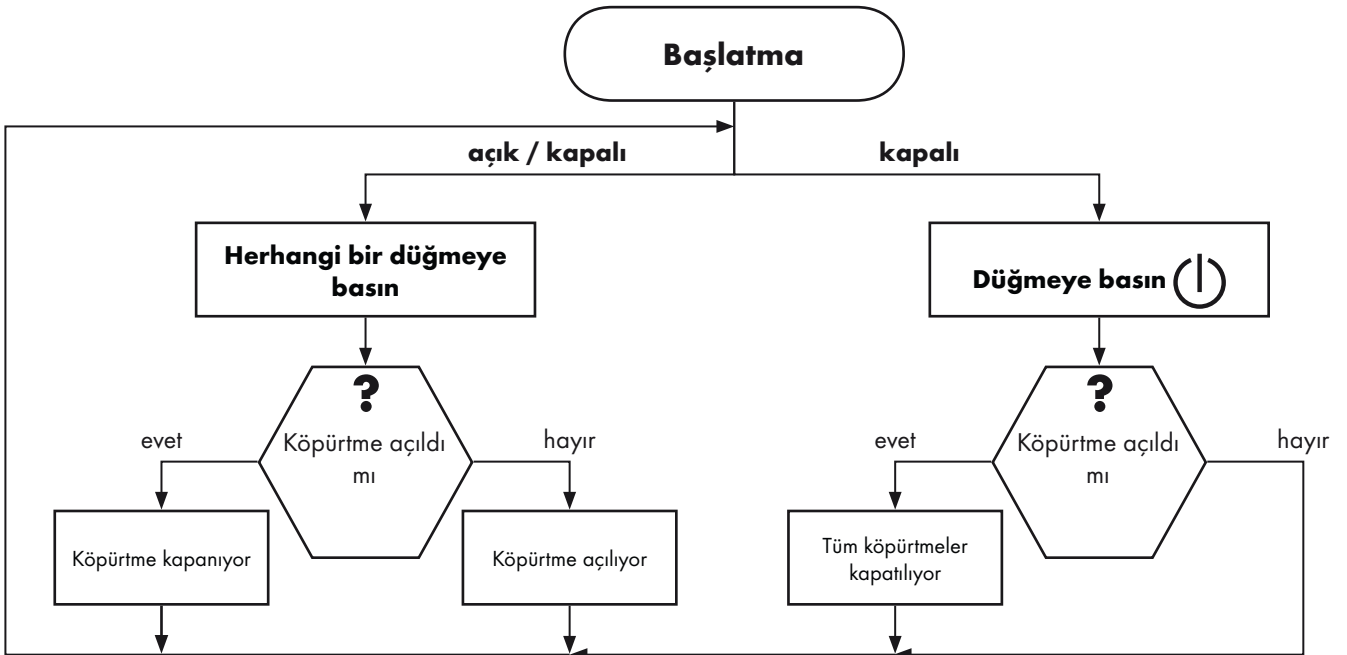 Başlatma
açık / kapalı
kapalı
Herhangi bir düğmeye
basın
Düğmeye basın
?
Köpürtme açıldı
mı
evet
hayır
?
Köpürtme açıldı
mı
evet
hayır
Köpürtme kapanıyor
Köpürtme açılıyor
Tüm köpürtmeler
kapatılıyor